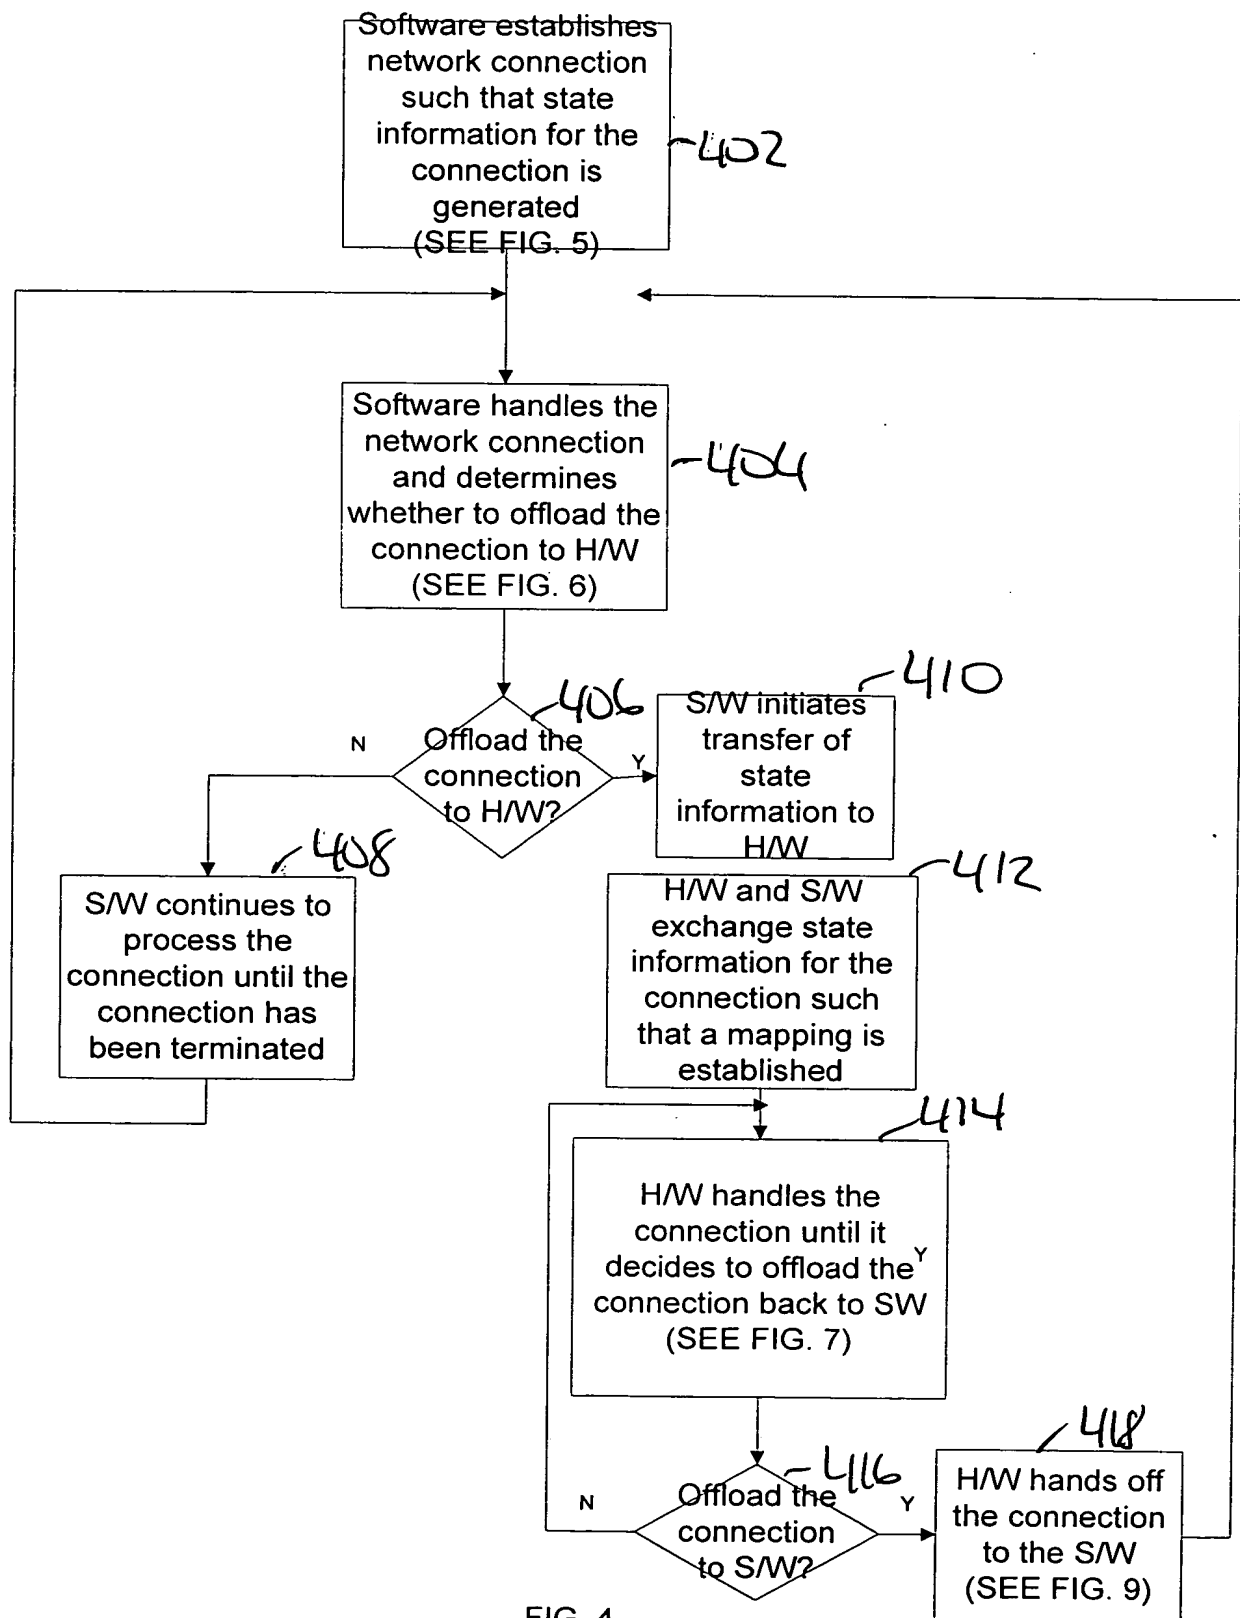 Software establishes
network connection
such that state
information for the
connection is
generated
(SEE FIG. 5)
402
Software handles the
network connection
and determines
whether to offload the
connection to H/W
(SEE FIG. 6)
404
406
410
N
Offload the
connection
to H/W?
Y
S/W initiates
transfer of
state
information to
H/W
408
S/W continues to
process the
connection until the
connection has
been terminated
412
H/W and S/W
exchange state
information for the
connection such
that a mapping is
established
414
H/W handles the
connection until it
decides to offload the
Y
connection back to SW
(SEE FIG. 7)
416
418
N
Offload the
connection
to S/W?
Y
H/W hands off
the connection
to the S/W
(SEE FIG. 9)
FIG. 4